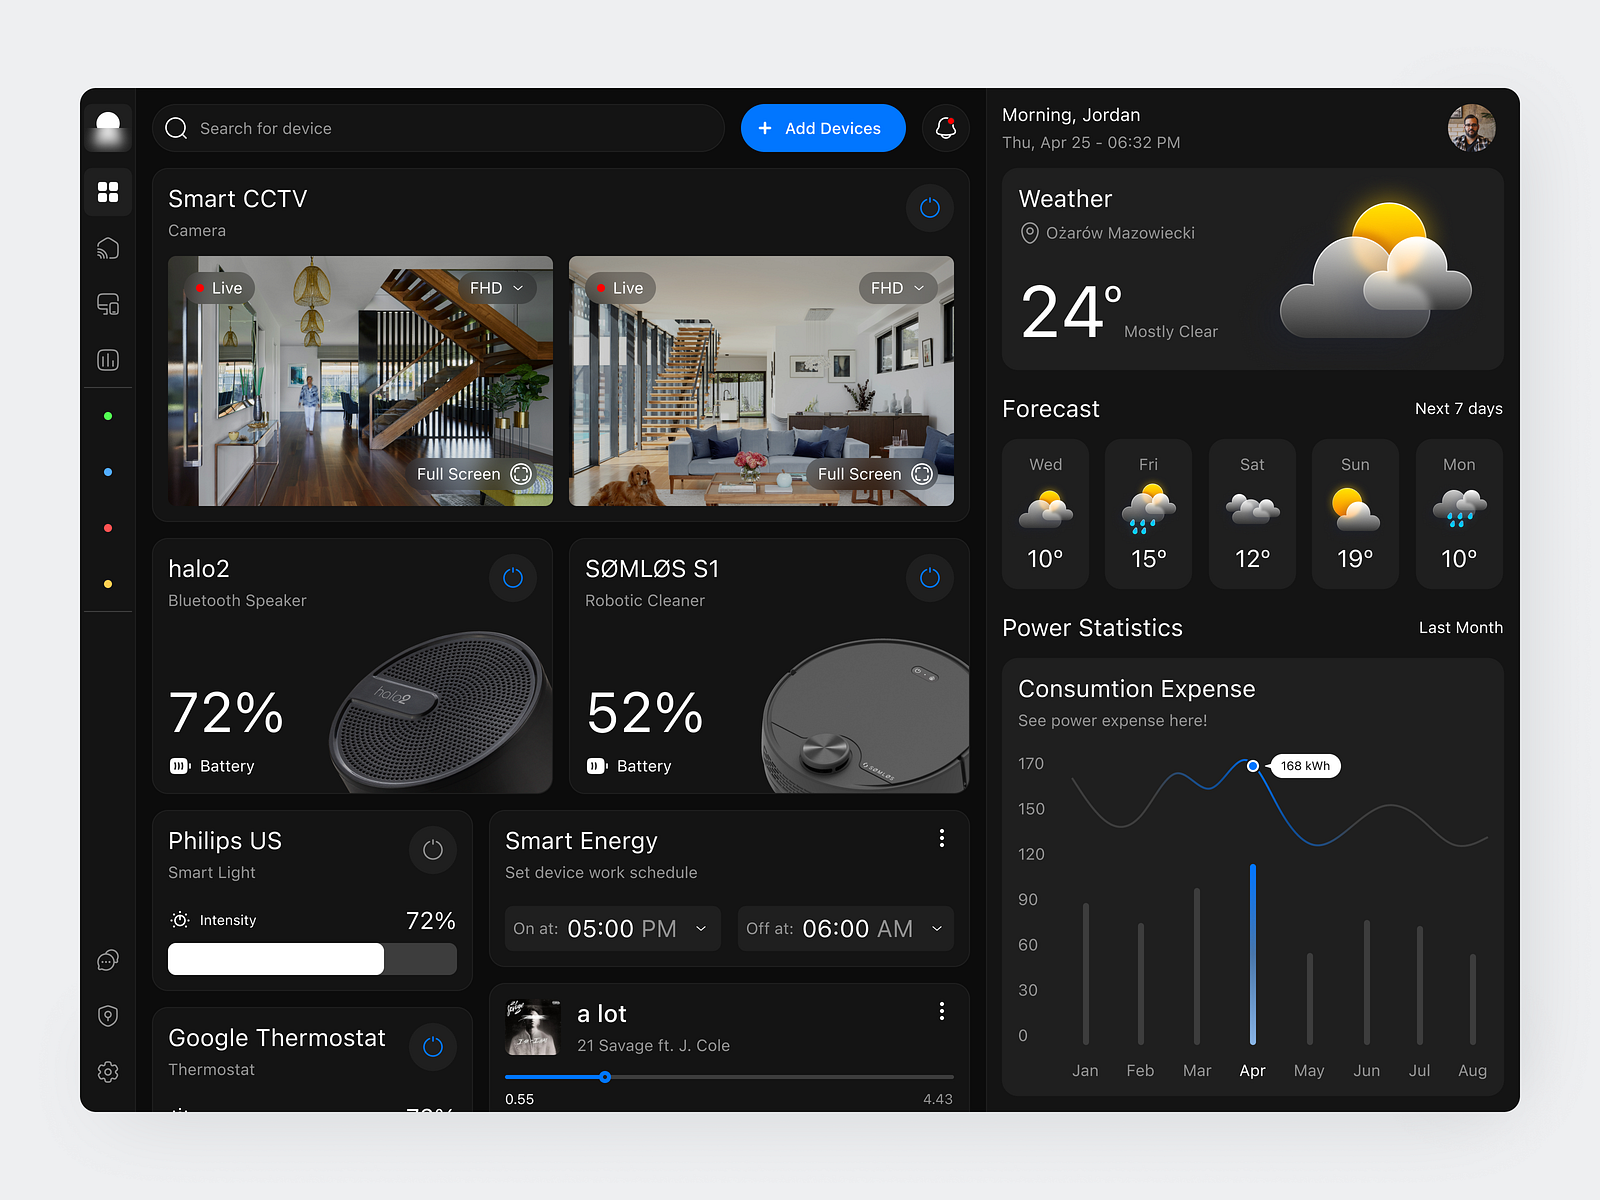 Search for device
+ Add Devices
Smart CCTV
Camera
Live
FHD
Full Screen
Live
FHD
Full Screen
halo2
Bluetooth Speaker
halo2
72%
Battery
SØMLØS S1
Robotic Cleaner
SØMLØS
52%
Battery
Philips US
Smart Light
Intensity
72%
Google Thermostat
Thermostat
Smart Energy
Set device work schedule
On at: 05:00 PM
Off at: 06:00 AM
a lot
21 Savage ft. J. Cole
0.55
4.43
Morning, Jordan
Thu, Apr 25 - 06:32 PM
Weather
Ożarów Mazowiecki
24°
Mostly Clear
Forecast
Next 7 days
Wed
10°
Fri
15°
Sat
12°
Sun
19°
Mon
10°
Power Statistics
Last Month
Consumtion Expense
See power expense here!
170
150
120
90
60
30
0
168 kWh
Jan
Feb
Mar
Apr
May
Jun
Jul
Aug